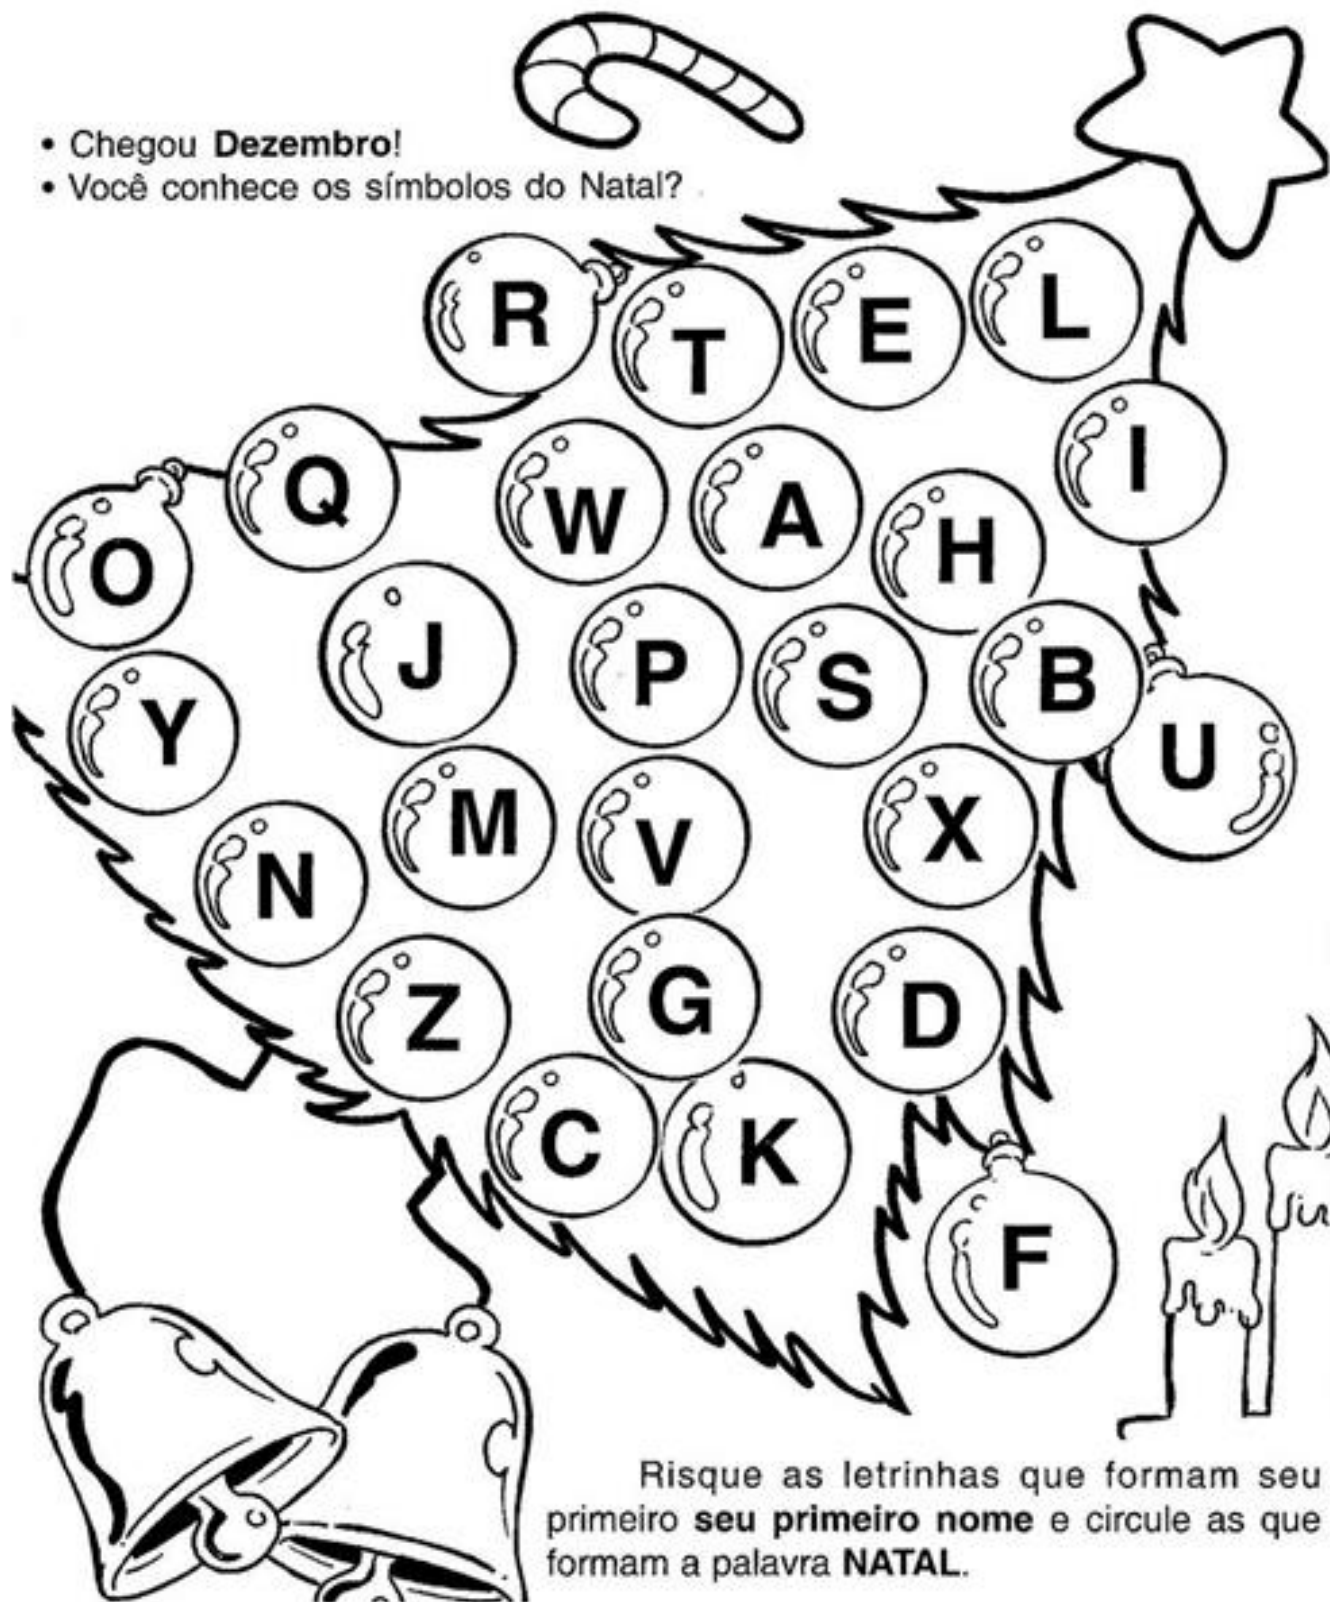 • Chegou Dezembro!
• Você conhece os símbolos do Natal?
R T E L
Q W A H I
O J P S B U
Y M V X
N Z G D
C K F
Risque as letrinhas que formam seu
primeiro seu primeiro nome e circule as que
formam a palavra NATAL.